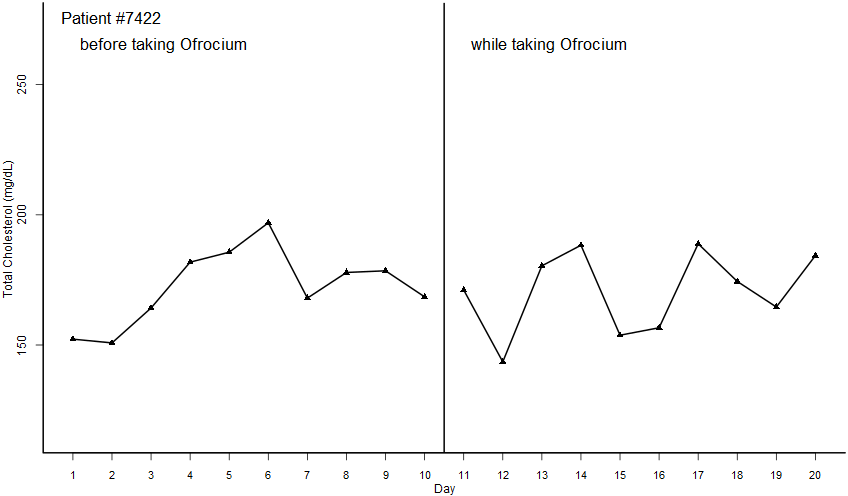 Patient #7422
before taking Ofrocium
while taking Ofrocium
Total Cholesterol (mg/dL)
250
200
150
1 2 3 4 5 6 7 8 9 10 11 12 13 14 15 16 17 18 19 20
Day